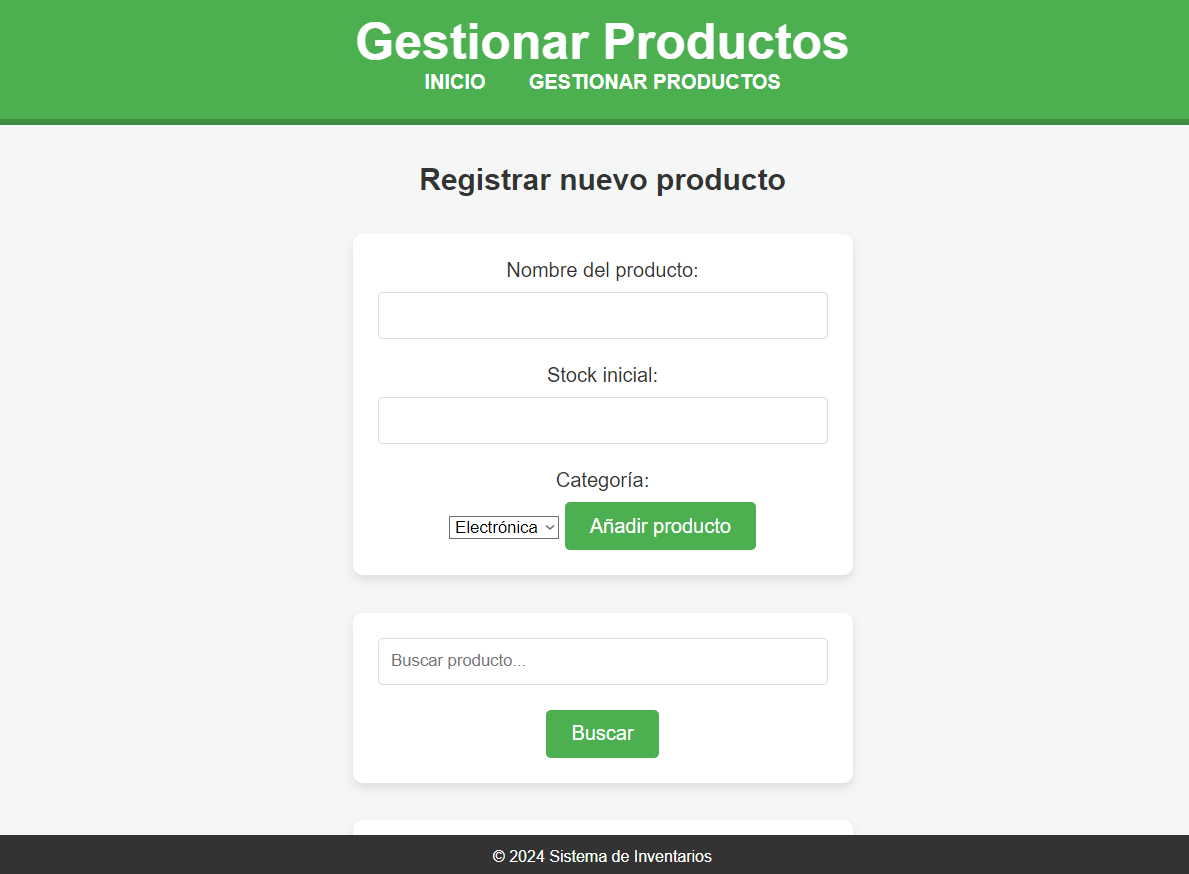 Gestionar Productos
INICIO GESTIONAR PRODUCTOS
Registrar nuevo producto
Nombre del producto:
Stock inicial:
Categoría:
Electrónica Añadir producto
Buscar producto...
Buscar
© 2024 Sistema de Inventarios